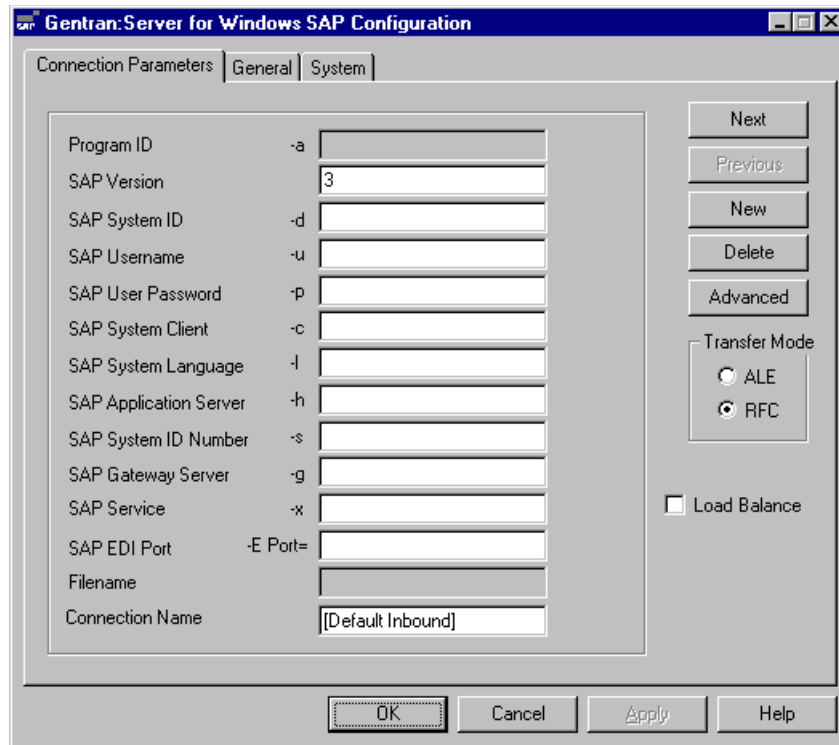 SAP Gentran:Server for Windows SAP Configuration
Connection Parameters General System
Program ID -a
SAP Version 3
SAP System ID -d
SAP Username -u
SAP User Password -p
SAP System Client -c
SAP System Language -l
SAP Application Server -h
SAP System ID Number -s
SAP Gateway Server -g
SAP Service -x
SAP EDI Port -E Port=
Filename
Connection Name [Default Inbound]
Next
Previous
New
Delete
Advanced
Transfer Mode
ALE
RFC
Load Balance
OK Cancel Apply Help